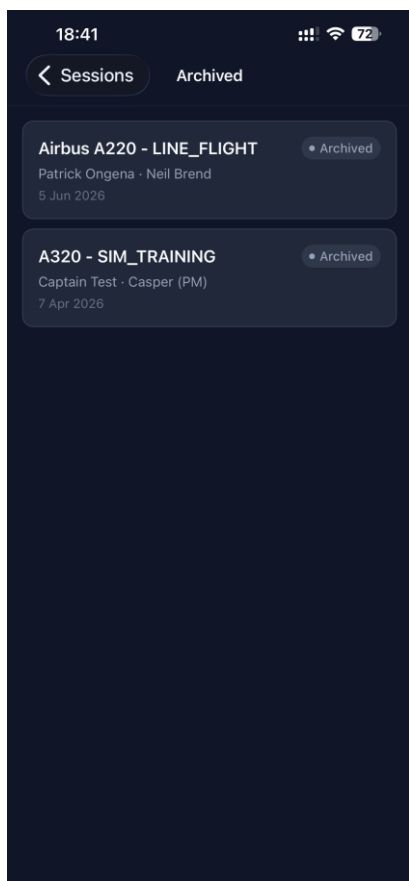 18:41
72
Sessions
Archived
Airbus A220 - LINE_FLIGHT
Archived
Patrick Ongena · Neil Brend
5 Jun 2026
A320 - SIM_TRAINING
Archived
Captain Test · Casper (PM)
7 Apr 2026